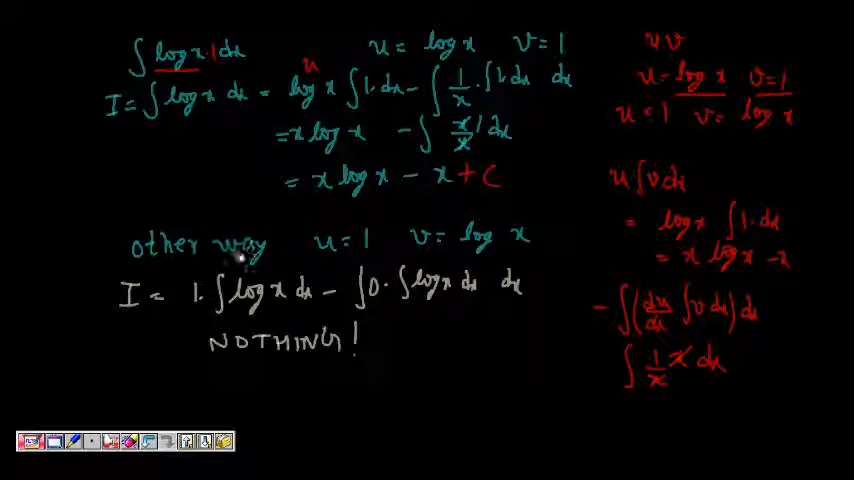 ∫ log x · 1 dx    u = log x    v = 1
I = ∫ log x dx = log x ∫ 1. dx − ∫ 1/x · ∫ 1. dx dx
u
= x log x − ∫ x/x 1 dx
= x log x − x + C
other way    u = 1    v = log x
I = 1. ∫ log x dx − ∫ 0 · ∫ log x dx dx
NOTHING!
u v
u = log x    v = 1
u = 1    v = log x
u ∫ v dx
= log x ∫ 1. dx
= x log x − x
− ∫ (du/dx ∫ v dx) dx
∫ 1/x x dx